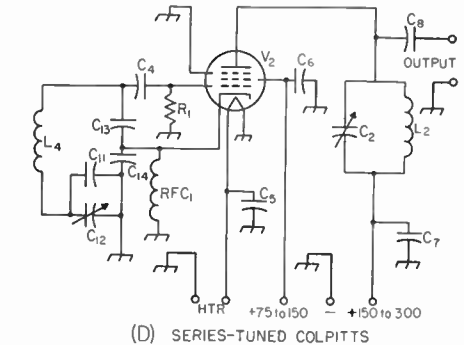 C8
V2
C4
C6
OUTPUT
R1
C13
C2
L2
L4
C11
C14
RFC1
C5
C12
C7
HTR
+75 to 150
–
+150 to 300
(D) SERIES-TUNED COLPITTS